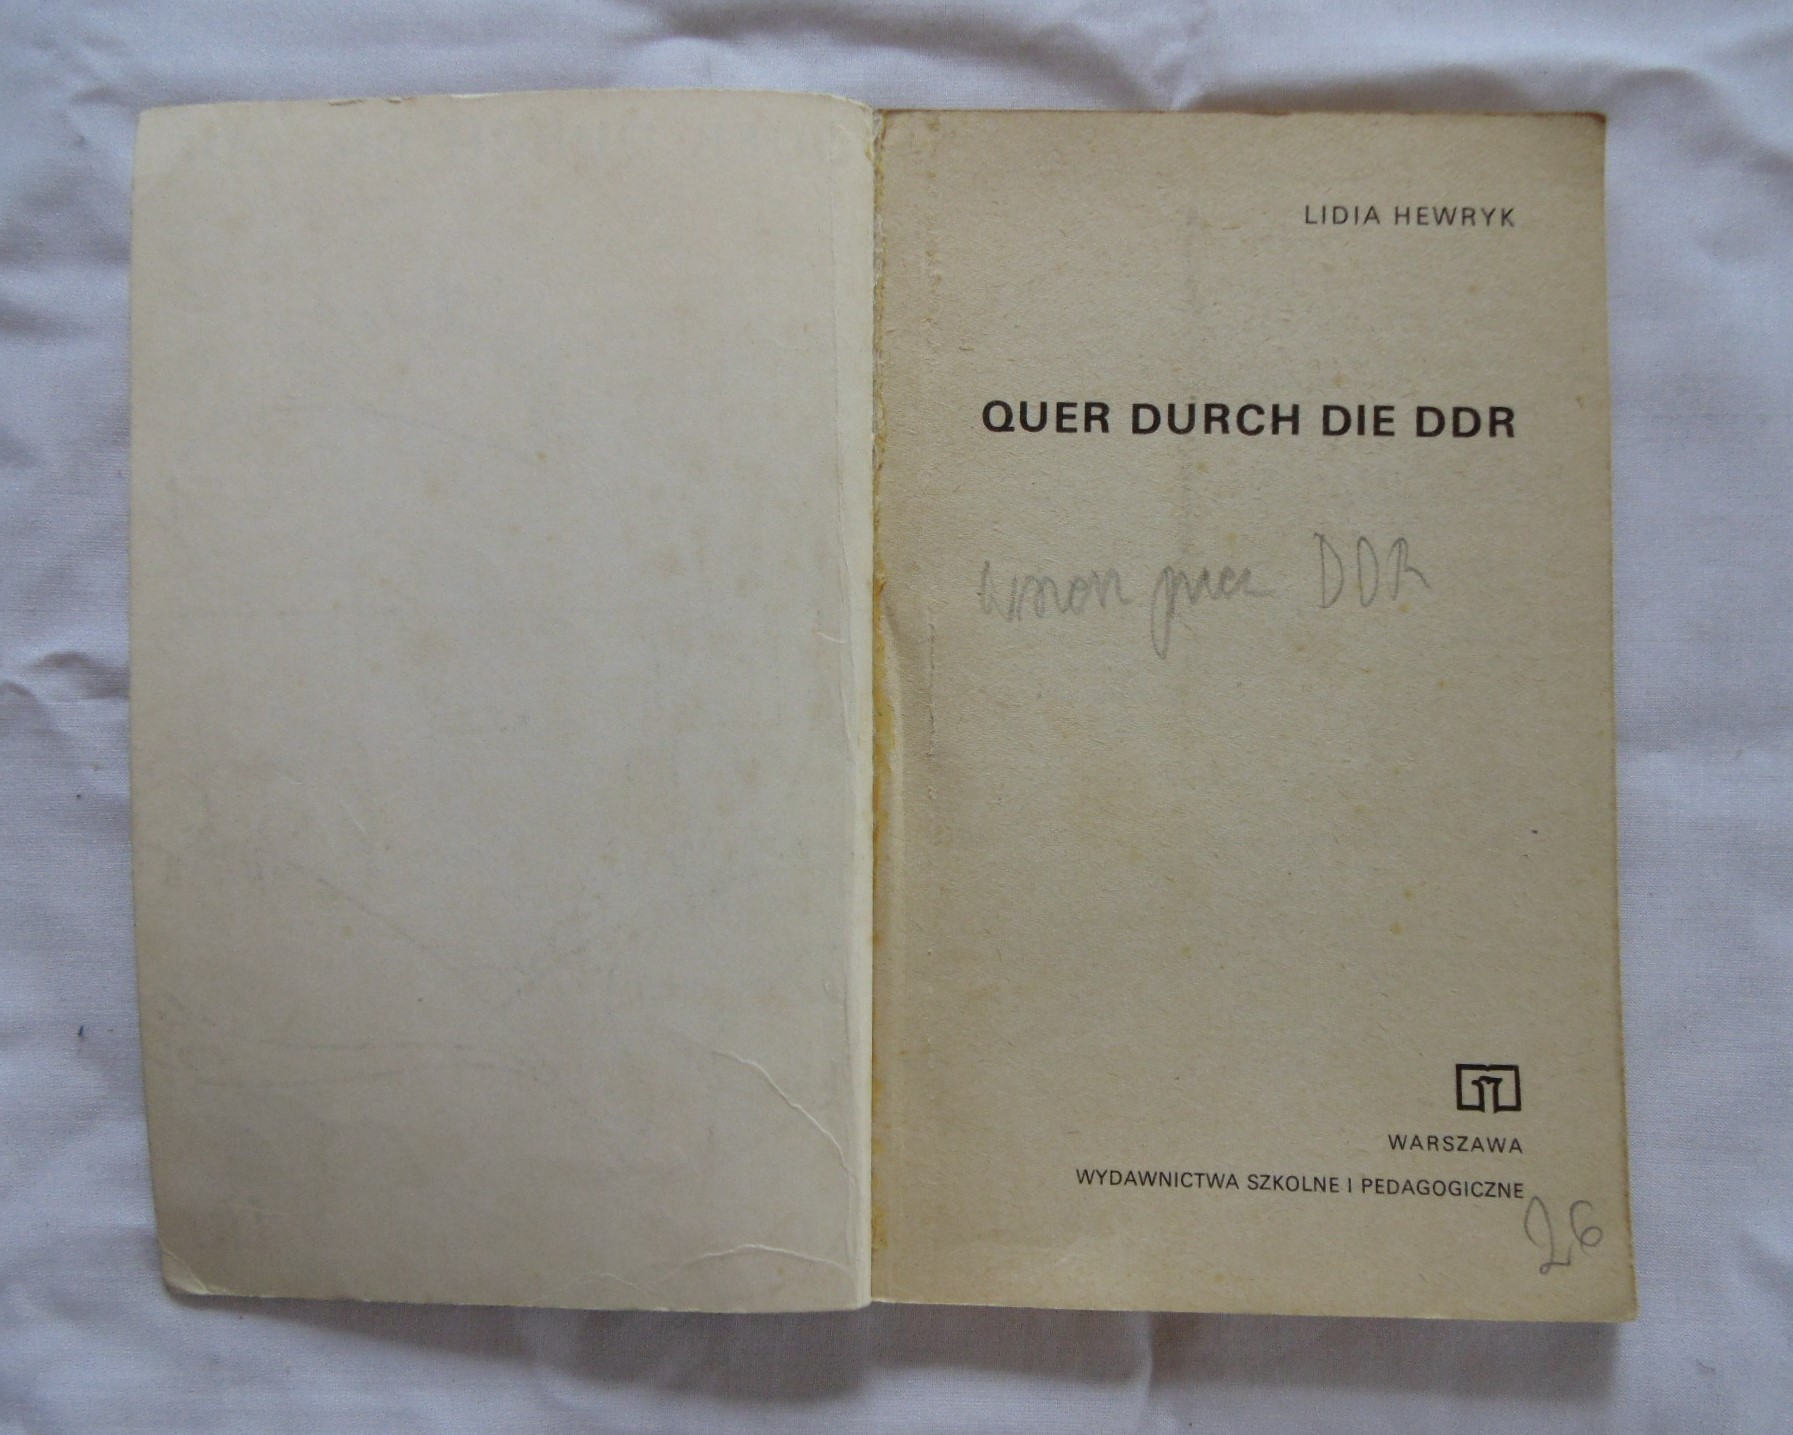 LIDIA HEWRYK
QUER DURCH DIE DDR
DDR
WARSZAWA
WYDAWNICTWA SZKOLNE I PEDAGOGICZNE
26